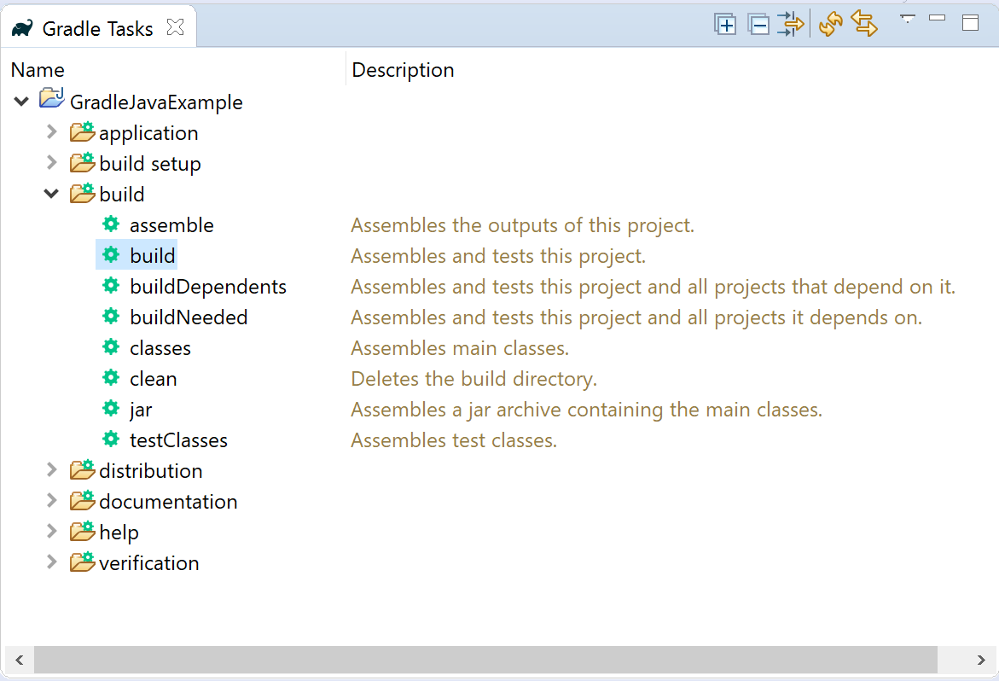 Gradle Tasks
Name Description
GradleJavaExample
application
build setup
build
assemble Assembles the outputs of this project.
build Assembles and tests this project.
buildDependents Assembles and tests this project and all projects that depend on it.
buildNeeded Assembles and tests this project and all projects it depends on.
classes Assembles main classes.
clean Deletes the build directory.
jar Assembles a jar archive containing the main classes.
testClasses Assembles test classes.
distribution
documentation
help
verification